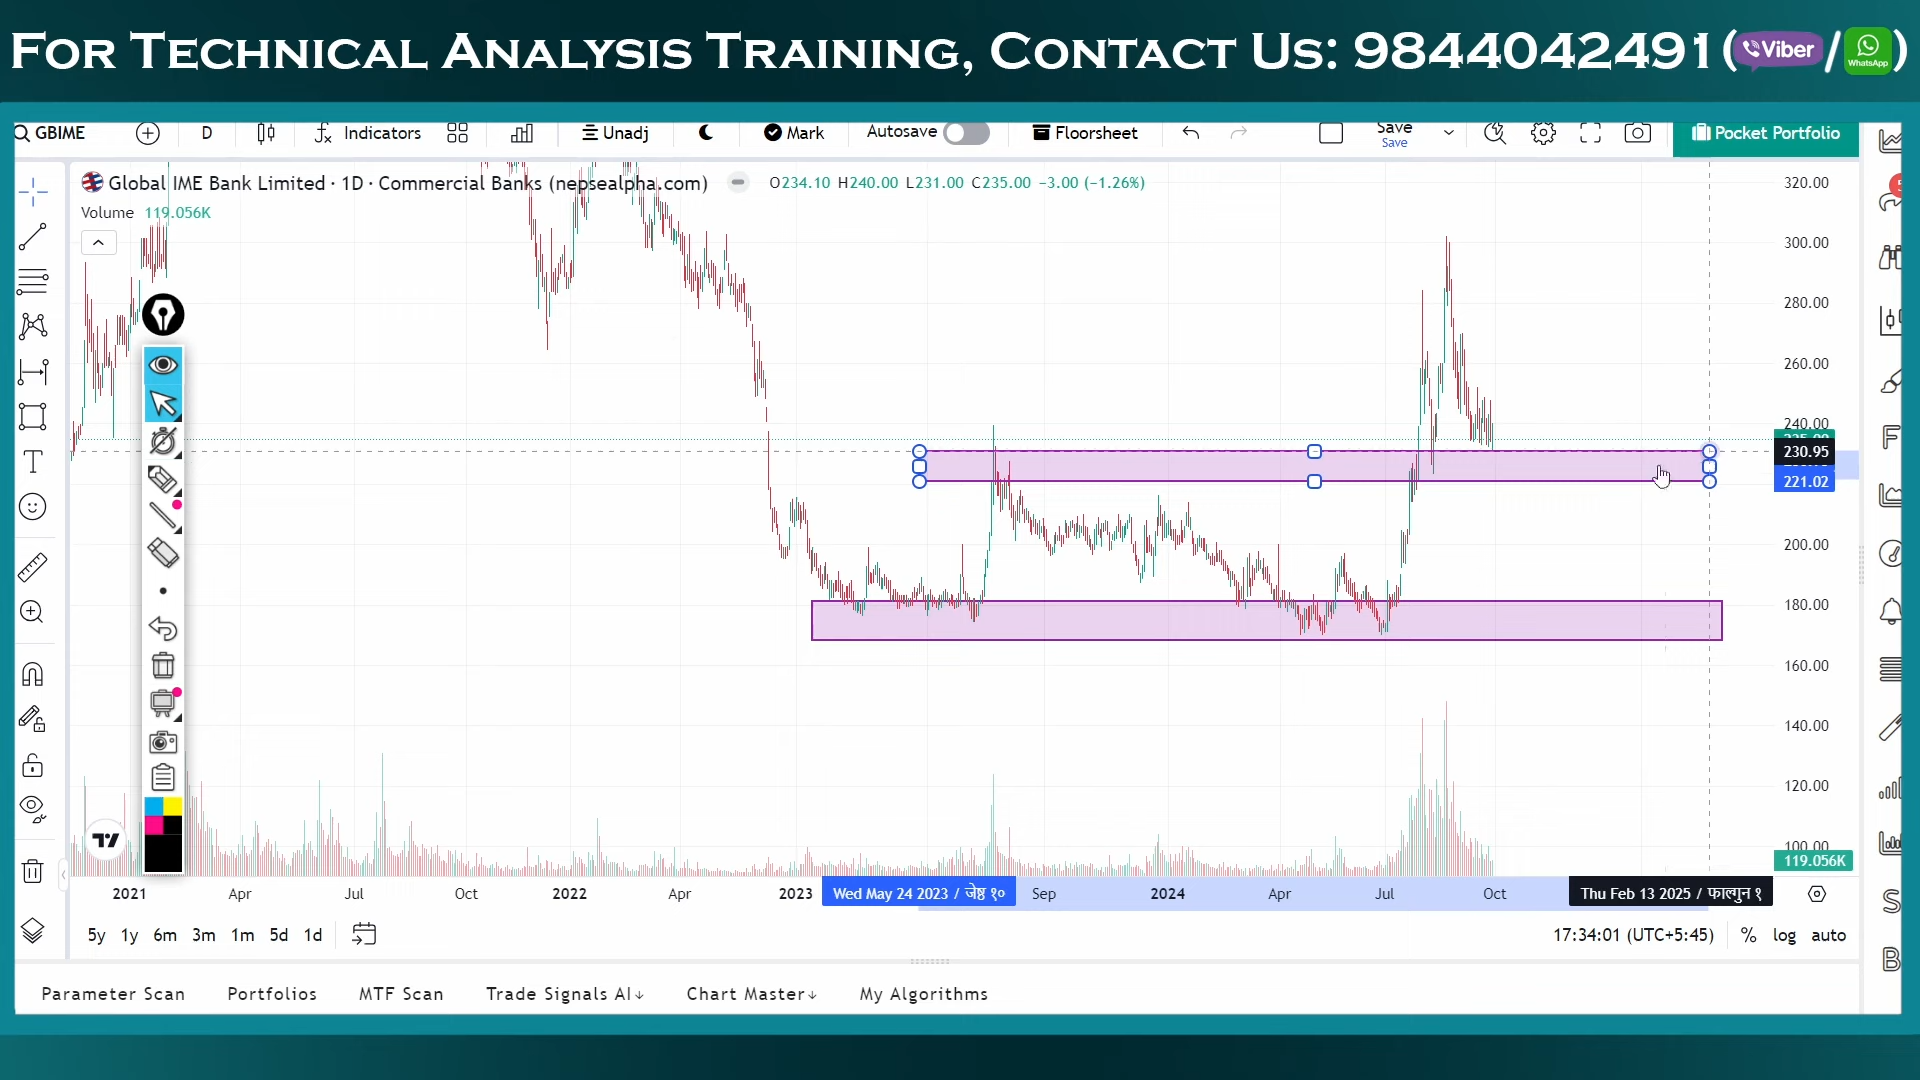 FOR TECHNICAL ANALYSIS TRAINING, CONTACT US: 9844042491 (Viber/WhatsApp)
GBIME D Indicators Unadj Mark Autosave Floorsheet Save Save Pocket Portfolio
Global IME Bank Limited · 1D · Commercial Banks (nepsealpha.com) O234.10 H240.00 L231.00 C235.00 −3.00 (−1.26%)
Volume 119.056K
320.00
300.00
280.00
260.00
240.00
230.95
221.02
200.00
180.00
160.00
140.00
120.00
100.00
119.056K
2021 Apr Jul Oct 2022 Apr 2023 Wed May 24 2023 / जेष्ठ १० Sep 2024 Apr Jul Oct Thu Feb 13 2025 / फाल्गुन १
5y 1y 6m 3m 1m 5d 1d 17:34:01 (UTC+5:45) % log auto
Parameter Scan Portfolios MTF Scan Trade Signals AI↓ Chart Master↓ My Algorithms